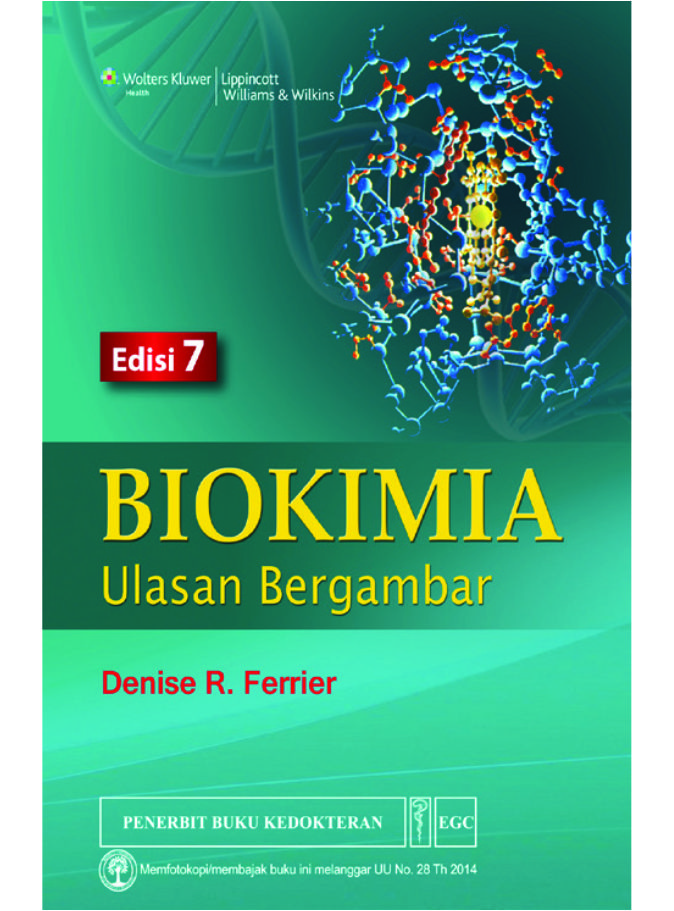 Wolters Kluwer
Health
Lippincott
Williams & Wilkins
Edisi 7
BIOKIMIA
Ulasan Bergambar
Denise R. Ferrier
PENERBIT BUKU KEDOKTERAN
EGC
Memfotokopi/membajak buku ini melanggar UU No. 28 Th 2014